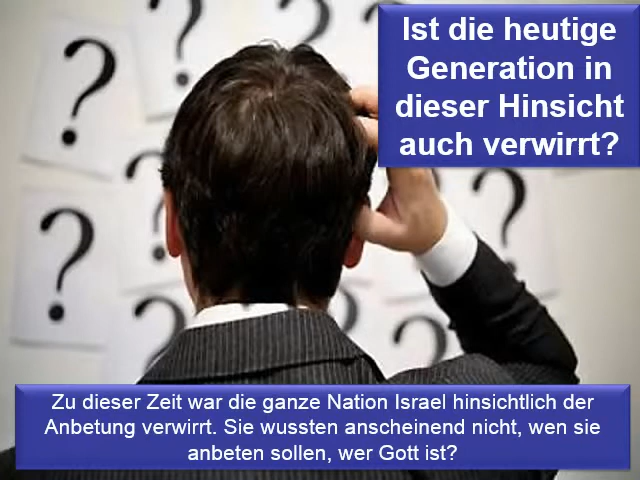 Ist die heutige
Generation in
dieser Hinsicht
auch verwirrt?
? ? ? ? ? ? ? ?
Zu dieser Zeit war die ganze Nation Israel hinsichtlich der
Anbetung verwirrt. Sie wussten anscheinend nicht, wen sie
anbeten sollen, wer Gott ist?